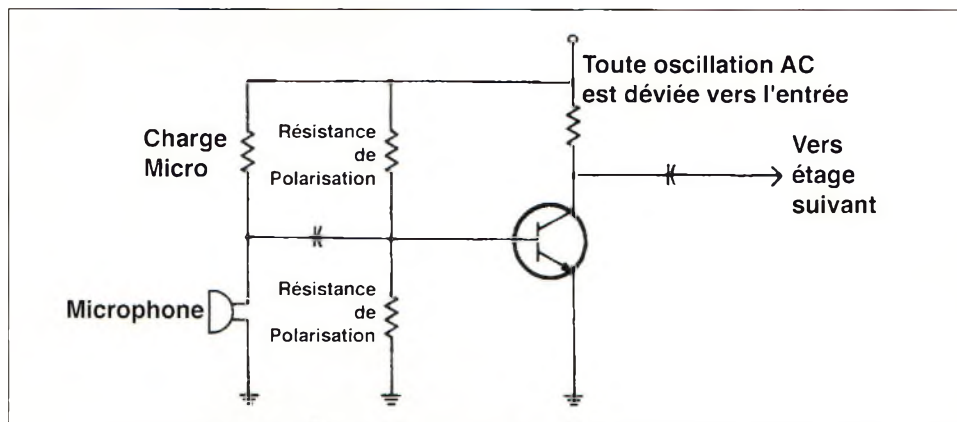 Toute oscillation AC
est déviée vers l'entrée
Charge
Micro
Résistance
de
Polarisation
Vers
étage
suivant
Microphone
Résistance
de
Polarisation